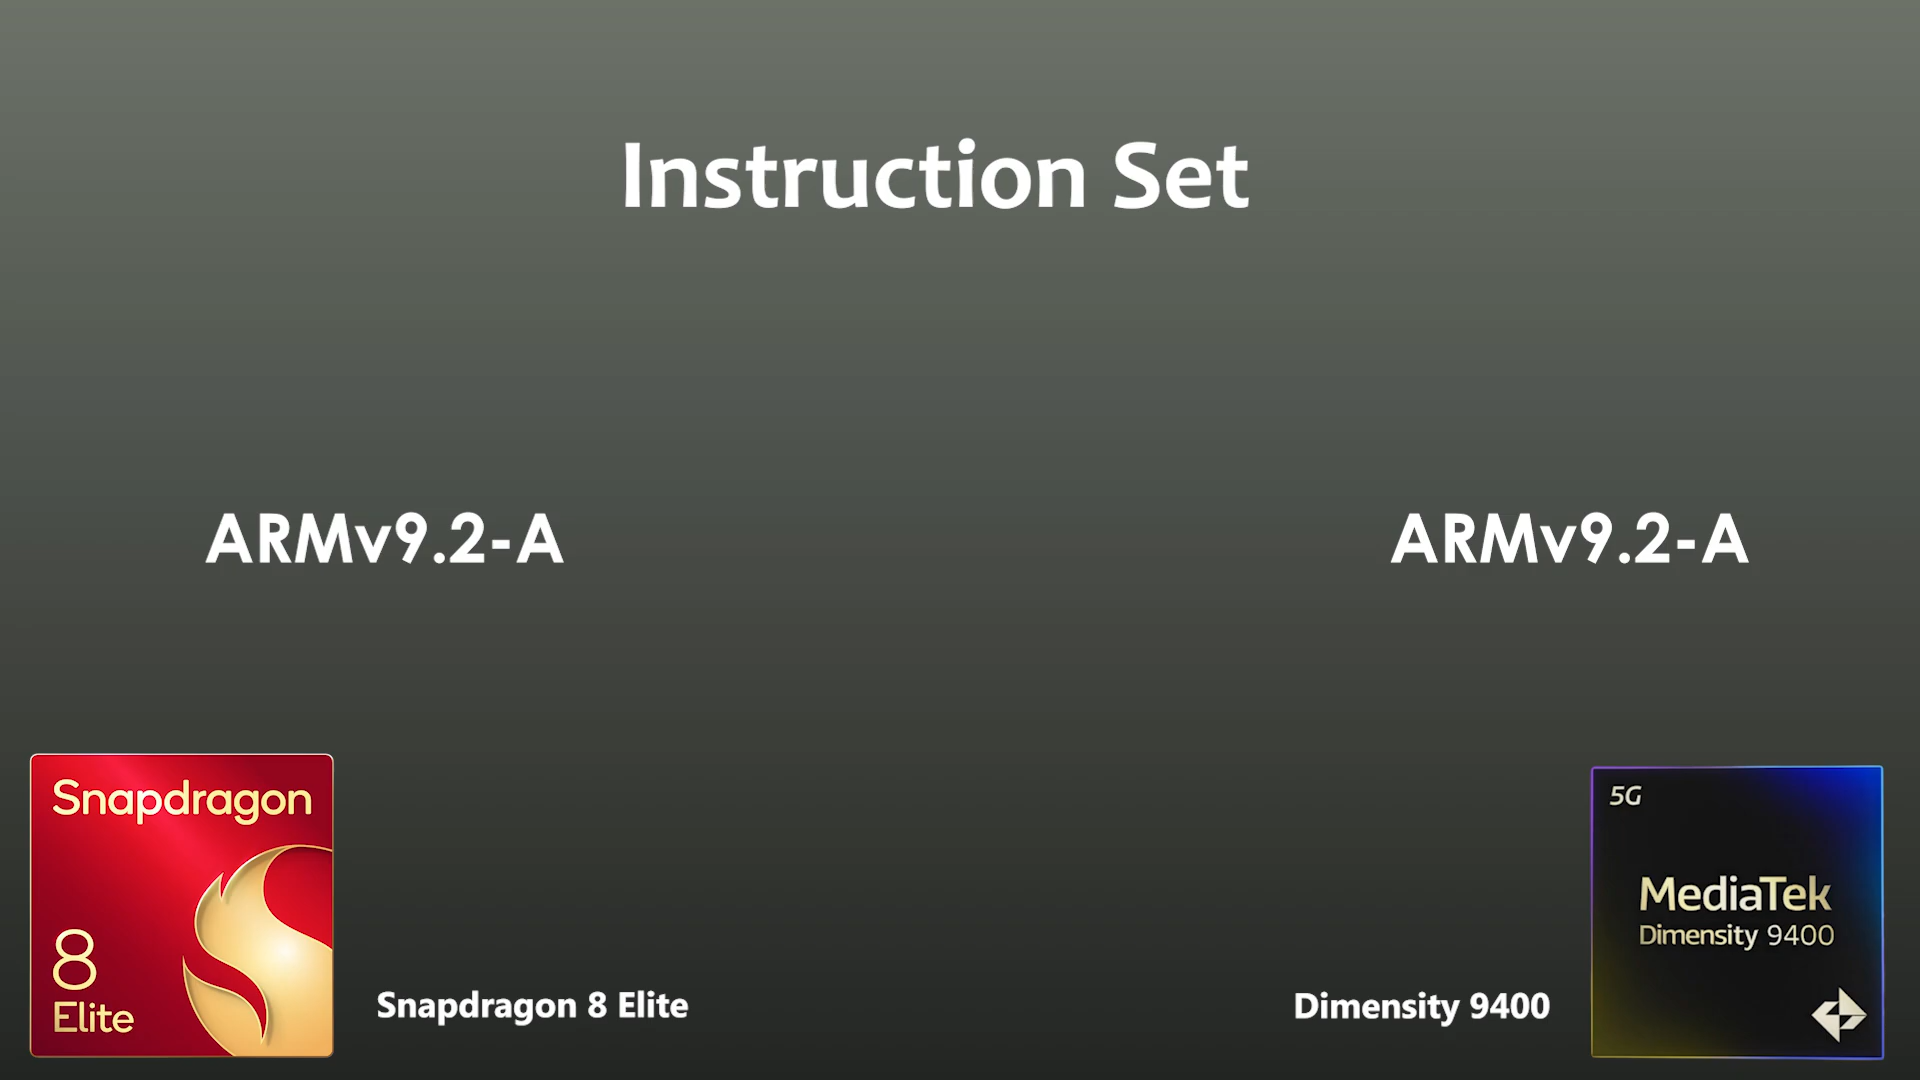 Instruction Set
ARMv9.2-A
ARMv9.2-A
Snapdragon
8
Elite
Snapdragon 8 Elite
Dimensity 9400
5G
MediaTek
Dimensity 9400